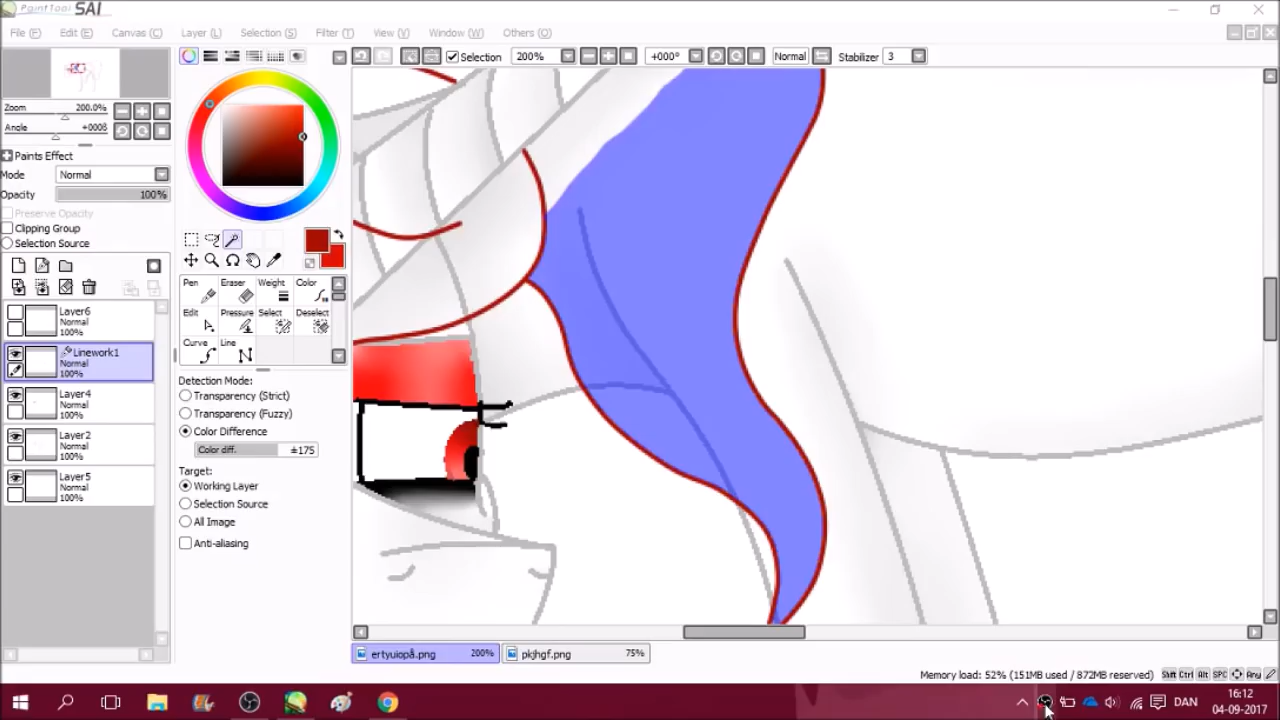 PaintTool SAI
File (F) Edit (E) Canvas (C) Layer (L) Selection (S) Filter (T) View (V) Window (W) Others (O)
Selection 200% +000° Normal Stabilizer 3
Zoom 200.0%
Angle +000°
Paints Effect
Mode Normal
Opacity 100%
Preserve Opacity
Clipping Group
Selection Source
Layer6
Normal
100%
Linework1
Normal
100%
Layer4
Normal
100%
Layer2
Normal
100%
Layer5
Normal
100%
Pen Eraser Weight Color
Edit Pressure Select Deselect
Curve Line
Detection Mode:
Transparency (Strict)
Transparency (Fuzzy)
Color Difference
Color diff. ±175
Target:
Working Layer
Selection Source
All Image
Anti-aliasing
ertyuiopå.png 200% pkjhgf.png 75%
Memory load: 52% (151MB used / 872MB reserved) Shft Ctrl Alt SPC Any
DAN 16:12
04-09-2017